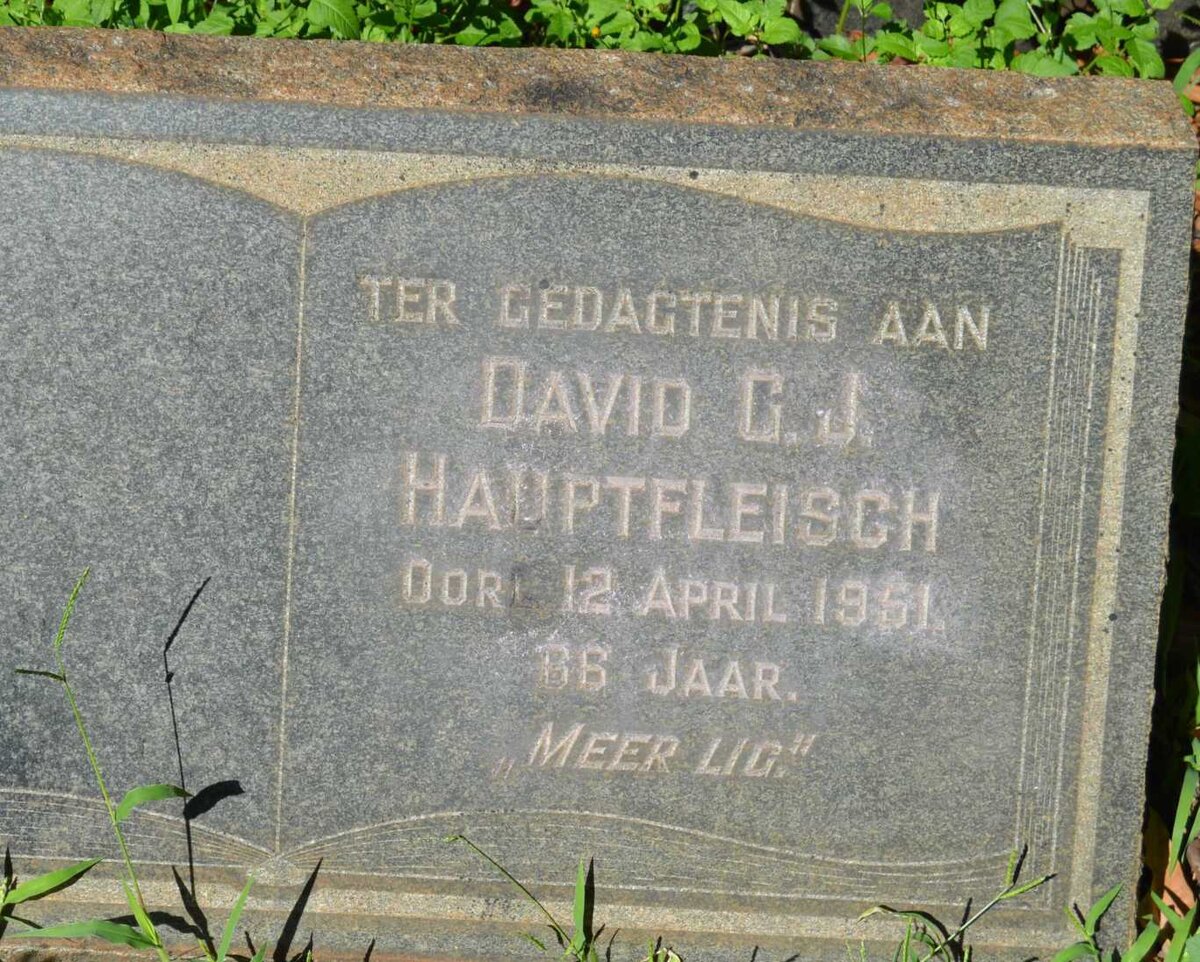 TER GEDAGTENIS AAN
DAVID G.J.
HAUPTFLEISCH
OORL. 12 APRIL 1951.
86 JAAR.
„MEER LIG."